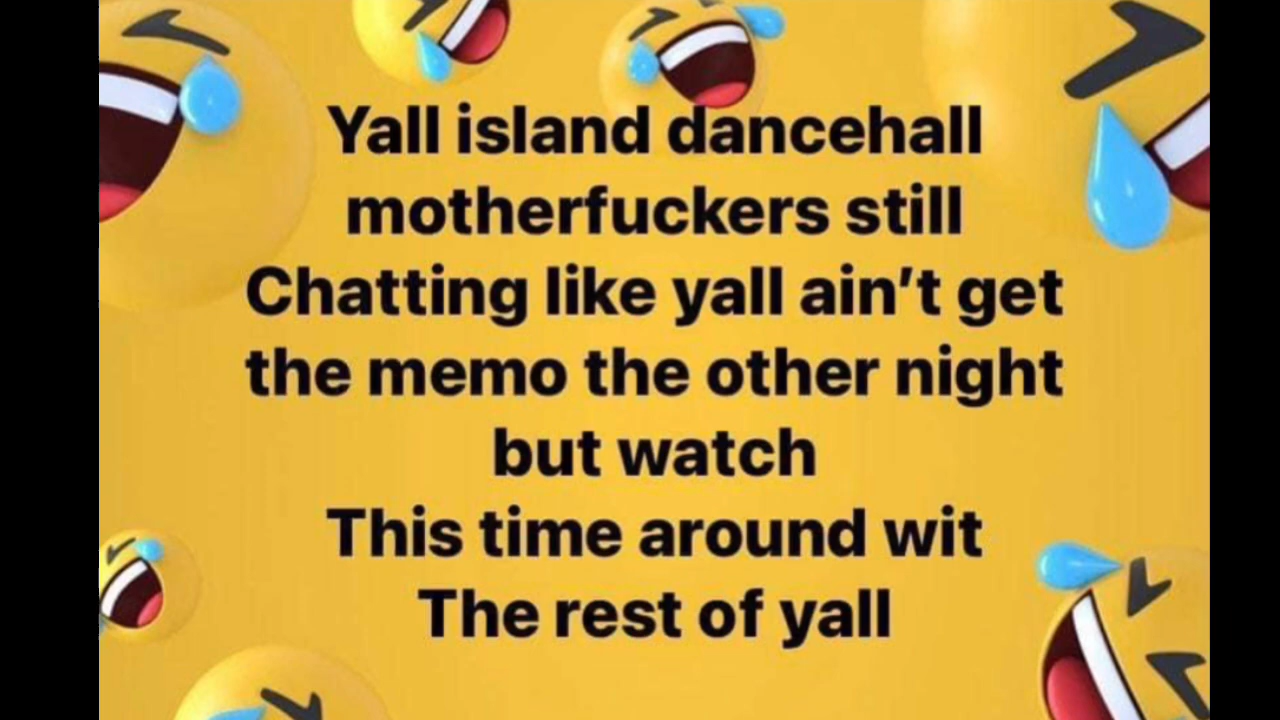 Yall island dancehall
motherfuckers still
Chatting like yall ain’t get
the memo the other night
but watch
This time around wit
The rest of yall